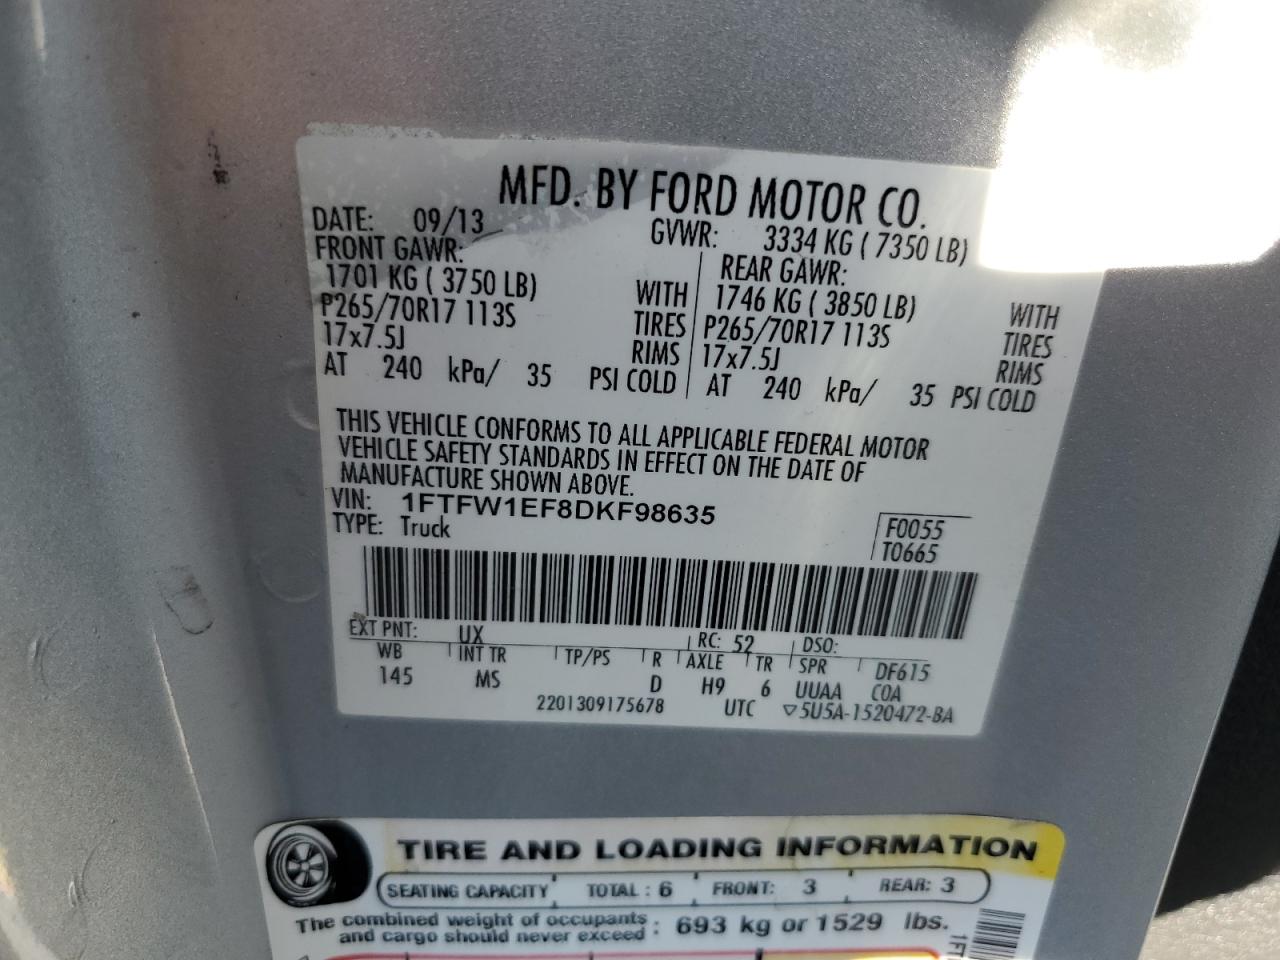 MFD. BY FORD MOTOR CO.
DATE: 09/13 GVWR: 3334 KG ( 7350 LB)
FRONT GAWR: REAR GAWR:
1701 KG ( 3750 LB) WITH 1746 KG ( 3850 LB) WITH
P265/70R17 113S TIRES P265/70R17 113S TIRES
17x7.5J RIMS 17x7.5J RIMS
AT 240 kPa/ 35 PSI COLD AT 240 kPa/ 35 PSI COLD
THIS VEHICLE CONFORMS TO ALL APPLICABLE FEDERAL MOTOR
VEHICLE SAFETY STANDARDS IN EFFECT ON THE DATE OF
MANUFACTURE SHOWN ABOVE.
VIN: 1FTFW1EF8DKF98635
TYPE: Truck
F0055
T0665
EXT PNT: UX RC: 52 DSO:
WB INT TR TP/PS R AXLE TR SPR DF615
145 MS D H9 6 UUAA COA
2201309175678 UTC ▽5U5A-1520472-BA
TIRE AND LOADING INFORMATION
SEATING CAPACITY TOTAL : 6 FRONT: 3 REAR: 3
The combined weight of occupants
and cargo should never exceed : 693 kg or 1529 lbs.